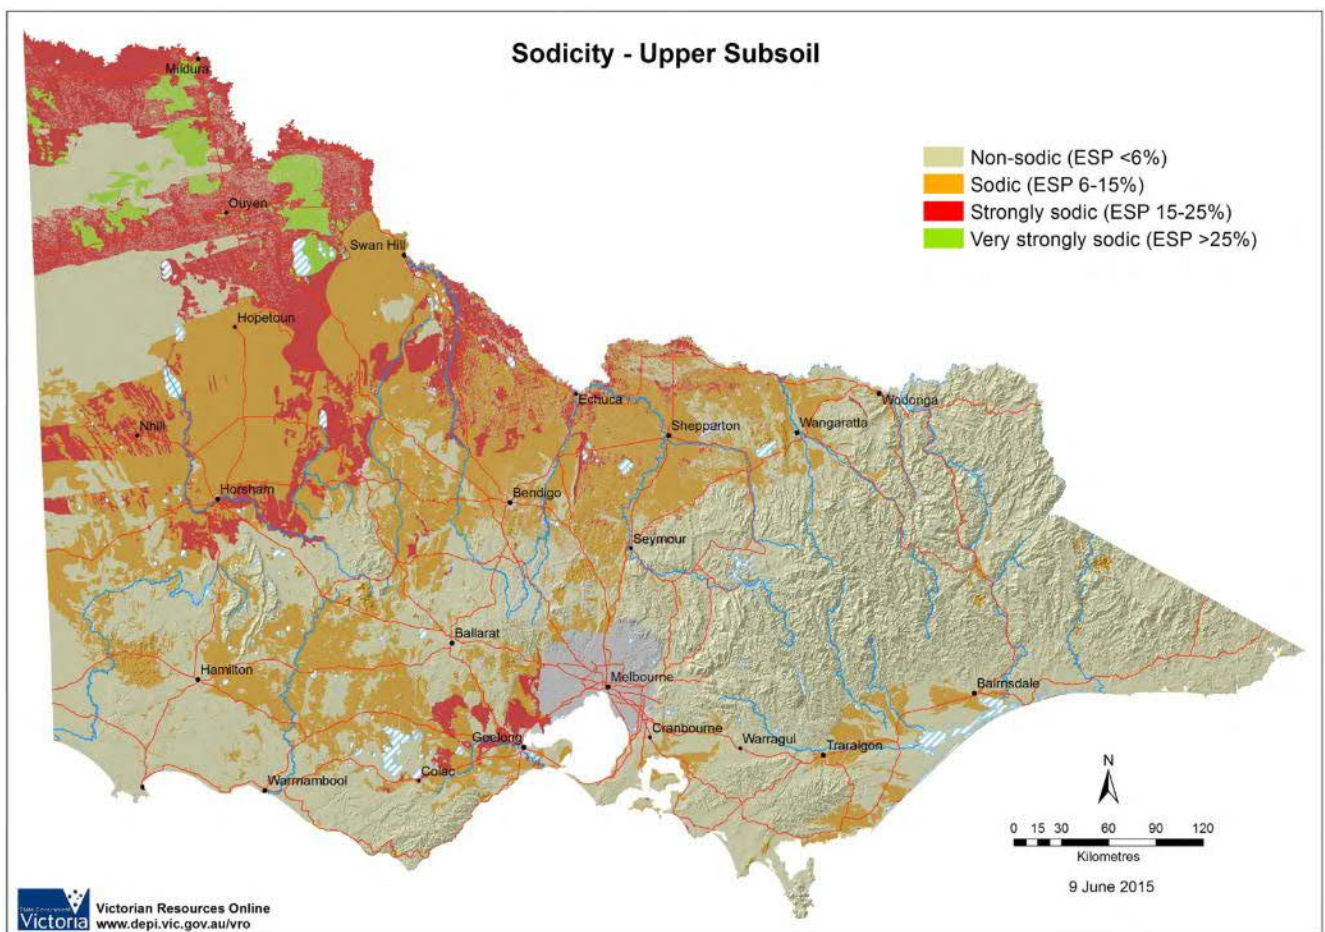 Sodicity - Upper Subsoil
Non-sodic (ESP <6%)
Sodic (ESP 6-15%)
Strongly sodic (ESP 15-25%)
Very strongly sodic (ESP >25%)
Mildura
Ouyen
Swan Hill
Hopetoun
Echuca
Wodonga
Nhill
Shepparton
Wangaratta
Horsham
Bendigo
Seymour
Ballarat
Hamilton
Melbourne
Bairnsdale
Geelong
Cranbourne
Warragul
Traralgon
Colac
Warrnambool
N
0 15 30 60 90 120
Kilometres
9 June 2015
State Government
Victoria
Victorian Resources Online
www.depi.vic.gov.au/vro